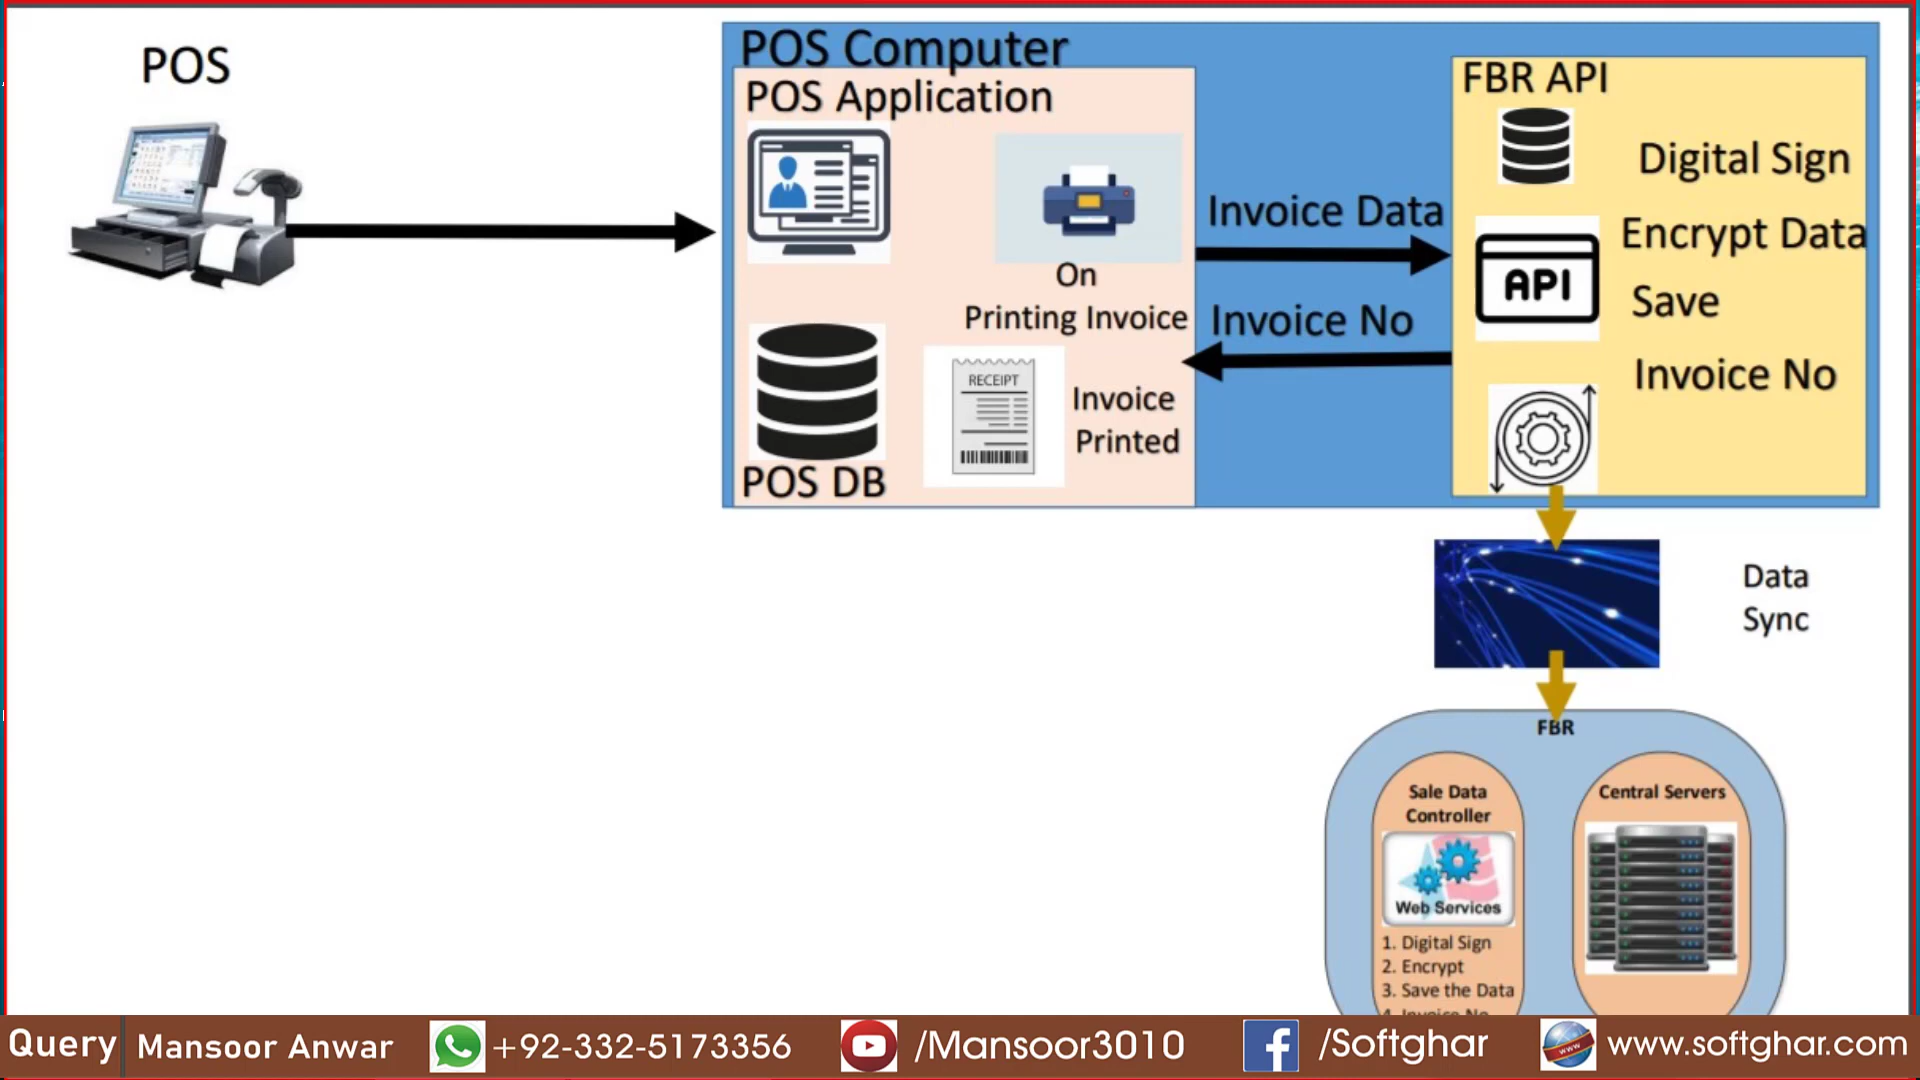 POS
POS Computer
POS Application
On
Printing Invoice
RECEIPT
Invoice
Printed
POS DB
Invoice Data
Invoice No
FBR API
Digital Sign
Encrypt Data
API
Save
Invoice No
Data
Sync
FBR
Sale Data
Controller
Web Services
1. Digital Sign
2. Encrypt
3. Save the Data
4. Invoice No
Central Servers
Query Mansoor Anwar +92-332-5173356 /Mansoor3010 /Softghar www.softghar.com